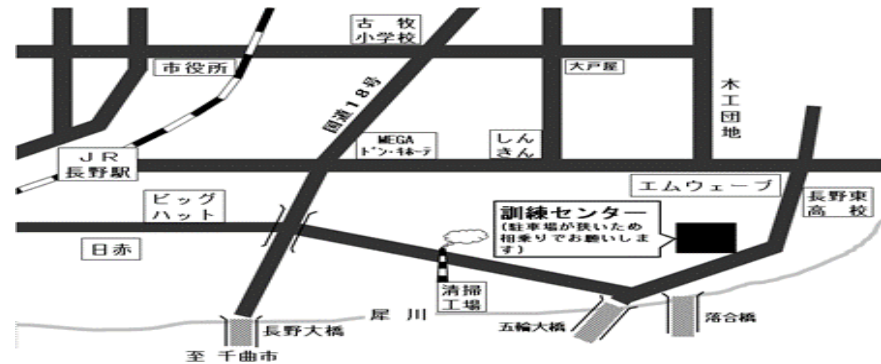 古牧
小学校
市役所
大戸屋
国道18号
木工団地
MEGA
ドン・キホーテ
しん
きん
JR
長野駅
エムウェーブ
ビッグ
ハット
長野東
高校
訓練センター
(駐車場が狭いため
相乗りでお願いしま
す)
日赤
清掃
工場
犀川
長野大橋
五輪大橋
落合橋
至 千曲市